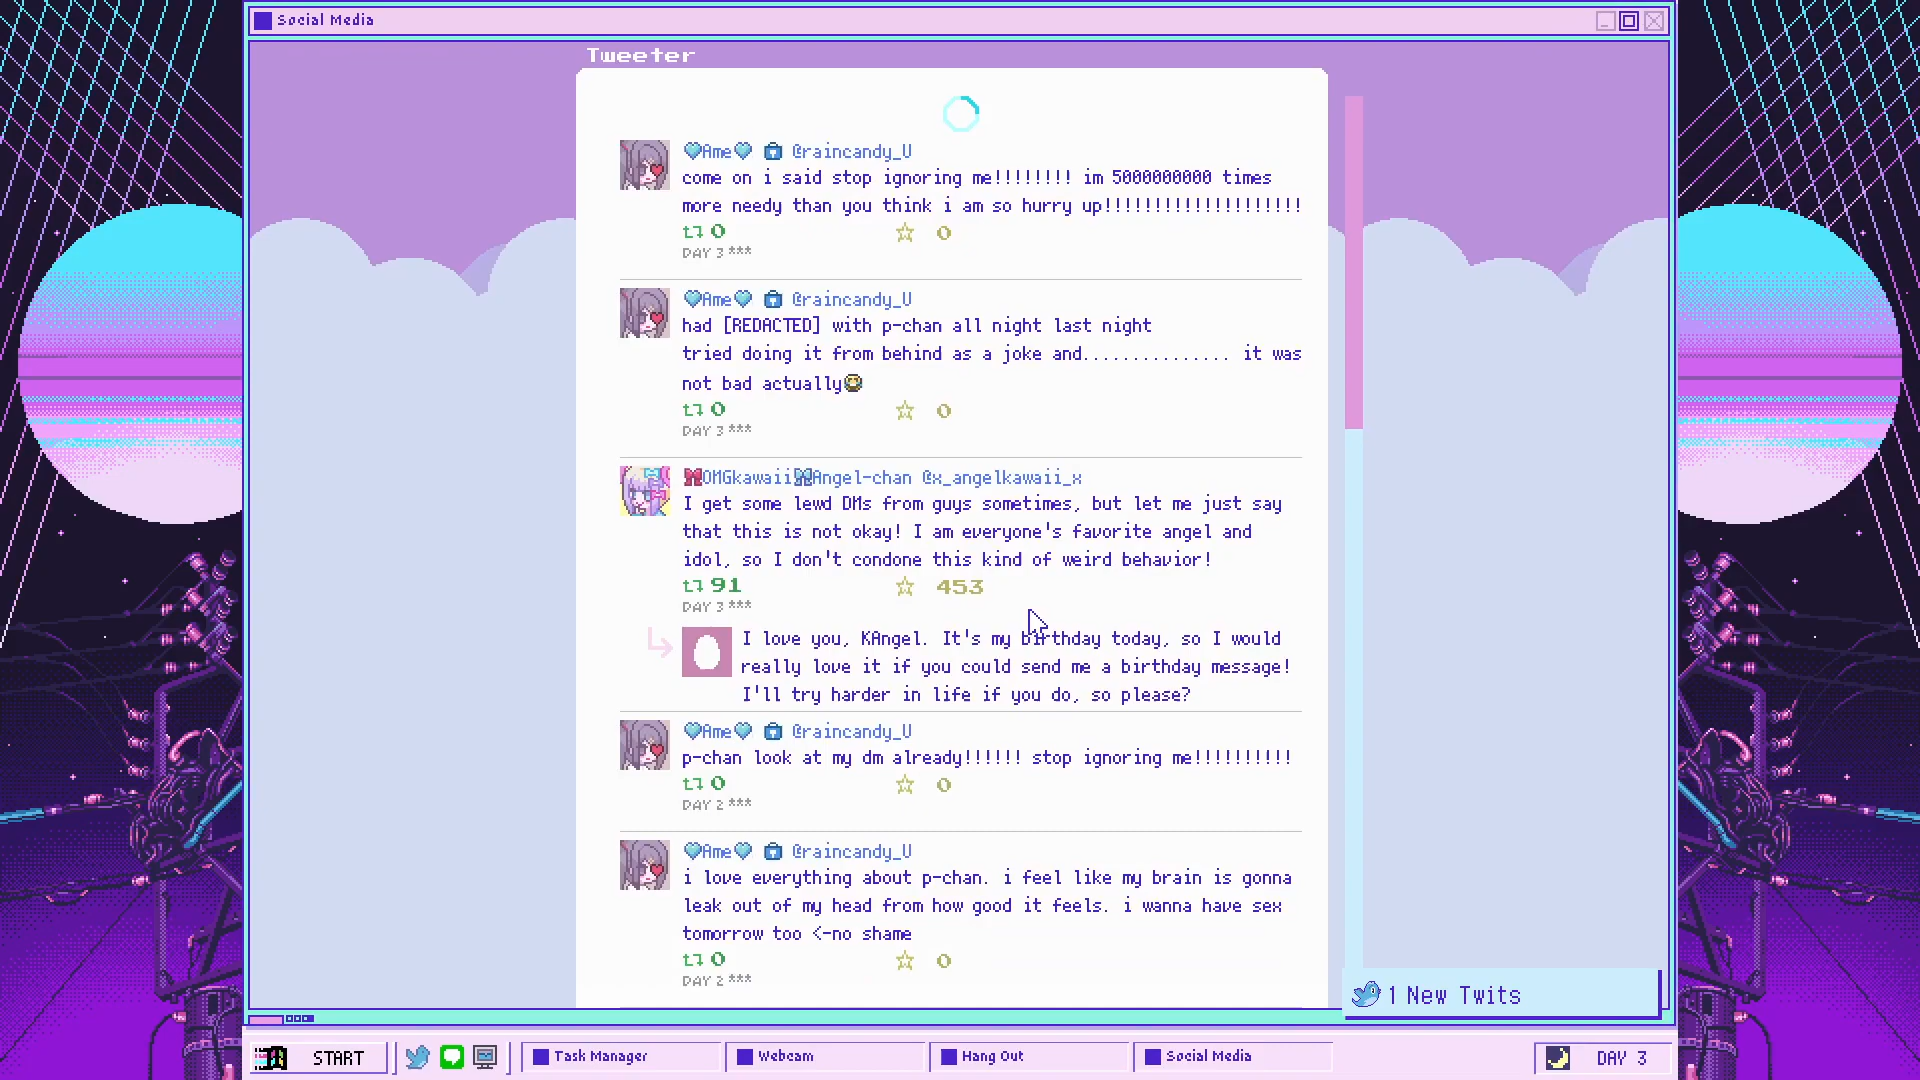 Social Media
Tweeter
Ame @raincandy_U
come on i said stop ignoring me!!!!!!!! im 5000000000 times
more needy than you think i am so hurry up!!!!!!!!!!!!!!!!!!!!
0 0
DAY 3 ***
Ame @raincandy_U
had [REDACTED] with p-chan all night last night
tried doing it from behind as a joke and............... it was
not bad actually
0 0
DAY 3 ***
OMGkawaii Angel-chan @x_angelkawaii_x
I get some lewd DMs from guys sometimes, but let me just say
that this is not okay! I am everyone's favorite angel and
idol, so I don't condone this kind of weird behavior!
91 453
DAY 3 ***
I love you, KAngel. It's my birthday today, so I would
really love it if you could send me a birthday message!
I'll try harder in life if you do, so please?
Ame @raincandy_U
p-chan look at my dm already!!!!!! stop ignoring me!!!!!!!!!!
0 0
DAY 2 ***
Ame @raincandy_U
i love everything about p-chan. i feel like my brain is gonna
leak out of my head from how good it feels. i wanna have sex
tomorrow too <-no shame
0 0
DAY 2 ***
1 New Twits
START Task Manager Webcam Hang Out Social Media DAY 3